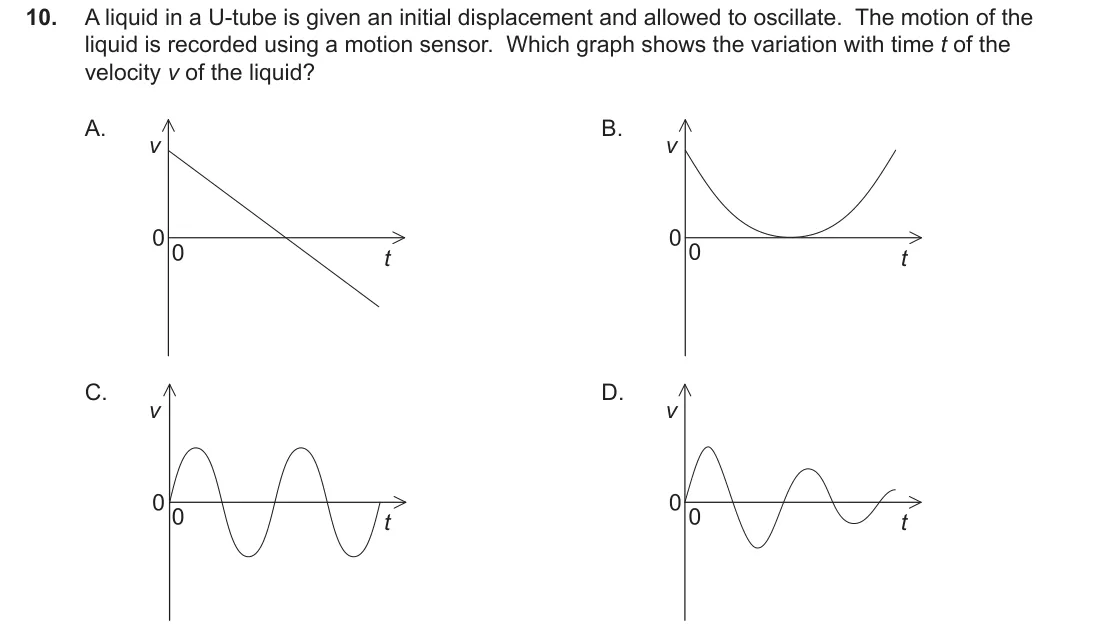 10. A liquid in a U-tube is given an initial displacement and allowed to oscillate. The motion of the
liquid is recorded using a motion sensor. Which graph shows the variation with time t of the
velocity v of the liquid?
A.
v
0
0
t
B.
v
0
0
t
C.
v
0
0
t
D.
v
0
0
t